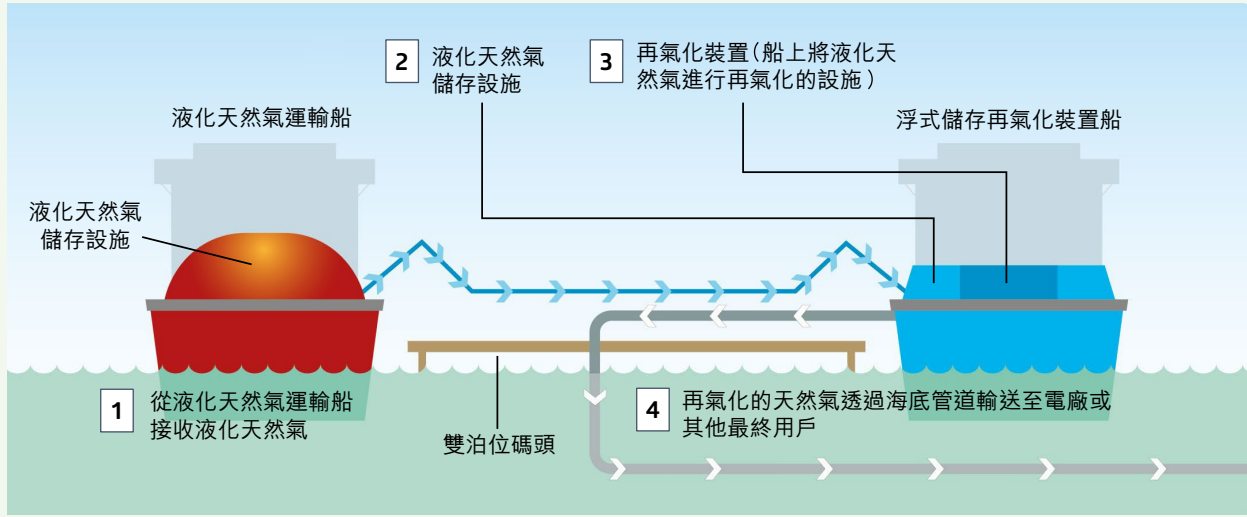 2
液化天然氣
儲存設施
3
再氣化裝置（船上將液化天
然氣進行再氣化的設施）
液化天然氣運輸船
浮式儲存再氣化裝置船
液化天然氣
儲存設施
1
從液化天然氣運輸船
接收液化天然氣
雙泊位碼頭
4
再氣化的天然氣透過海底管道輸送至電廠或
其他最終用戶